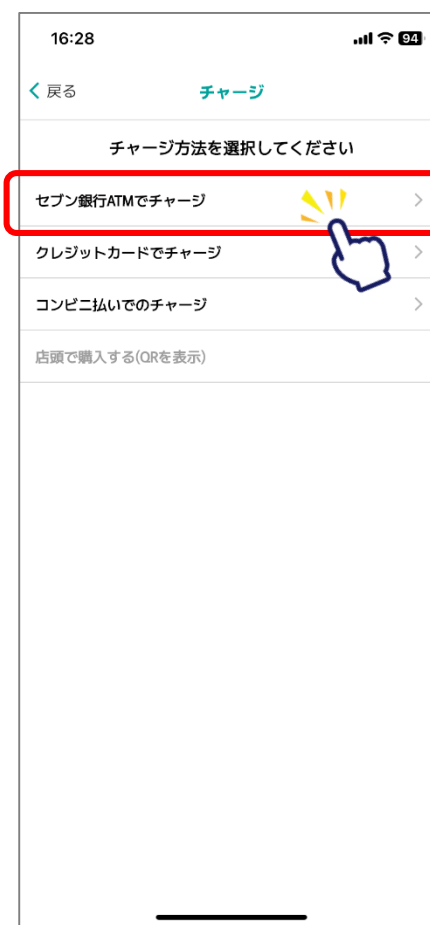 16:28
94
戻る
チャージ
チャージ方法を選択してください
セブン銀行ATMでチャージ
クレジットカードでチャージ
コンビニ払いでのチャージ
店頭で購入する(QRを表示)